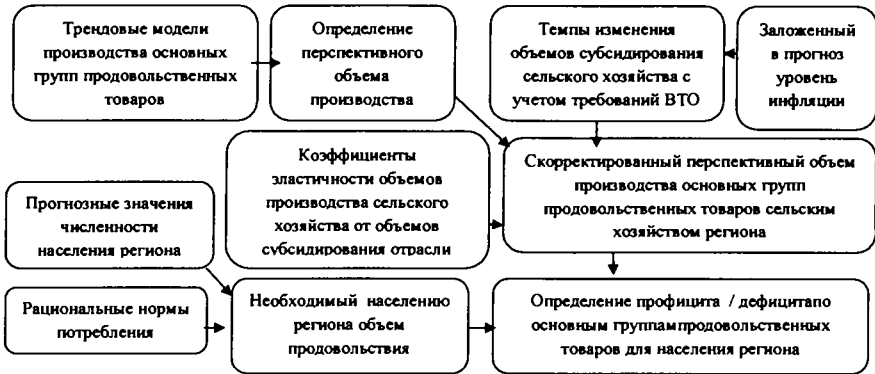 Трендовые модели
производства основных
групп продовольственных
товаров
Определение
перспективного
объема
производства
Темпы изменения
объемов субсидирования
сельского хозяйства с
учетом требований ВТО
Заложенный
в прогноз
уровень
инфляции
Коэффициенты
эластичности объемов
производства сельского
хозяйства от объемов
субсидирования отрасли
Скорректированный перспективный объем
производства основных групп
продовольственных товаров сельским
хозяйством региона
Прогнозные значения
численности
населения региона
Рациональные нормы
потребления
Необходимый населению
региона объем
продовольствия
Определение профицита / дефицитапо
основным группампродовольственных
товаров для населения региона